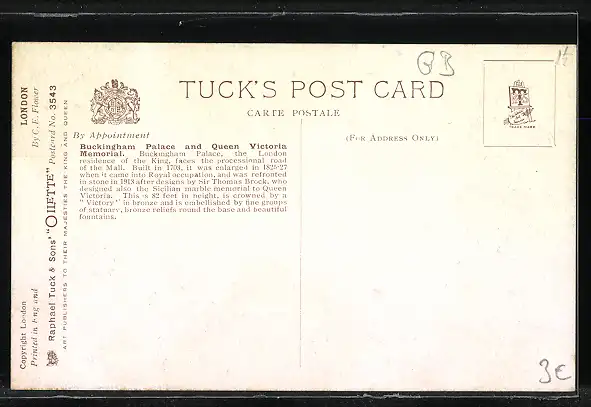 GB
1½
TUCK'S POST CARD
CARTE POSTALE
TRADE MARK
By Appointment
(FOR ADDRESS ONLY)
Buckingham Palace and Queen Victoria
Memorial. Buckingham Palace, the London
residence of the King, faces the processional road
of the Mall. Built in 1703, it was enlarged in 1825-27
when it came into Royal occupation, and was refronted
in stone in 1913 after designs by Sir Thomas Brock, who
designed also the Sicilian marble memorial to Queen
Victoria. This is 82 feet in height, is crowned by a
"Victory" in bronze and is embellished by fine groups
of statuary, bronze reliefs round the base and beautiful
fountains.
LONDON
By C. E. Flower
Copyright London
Printed in England
Raphael Tuck & Sons' "OILETTE" Postcard No. 3543
ART PUBLISHERS TO THEIR MAJESTIES THE KING AND QUEEN
3€